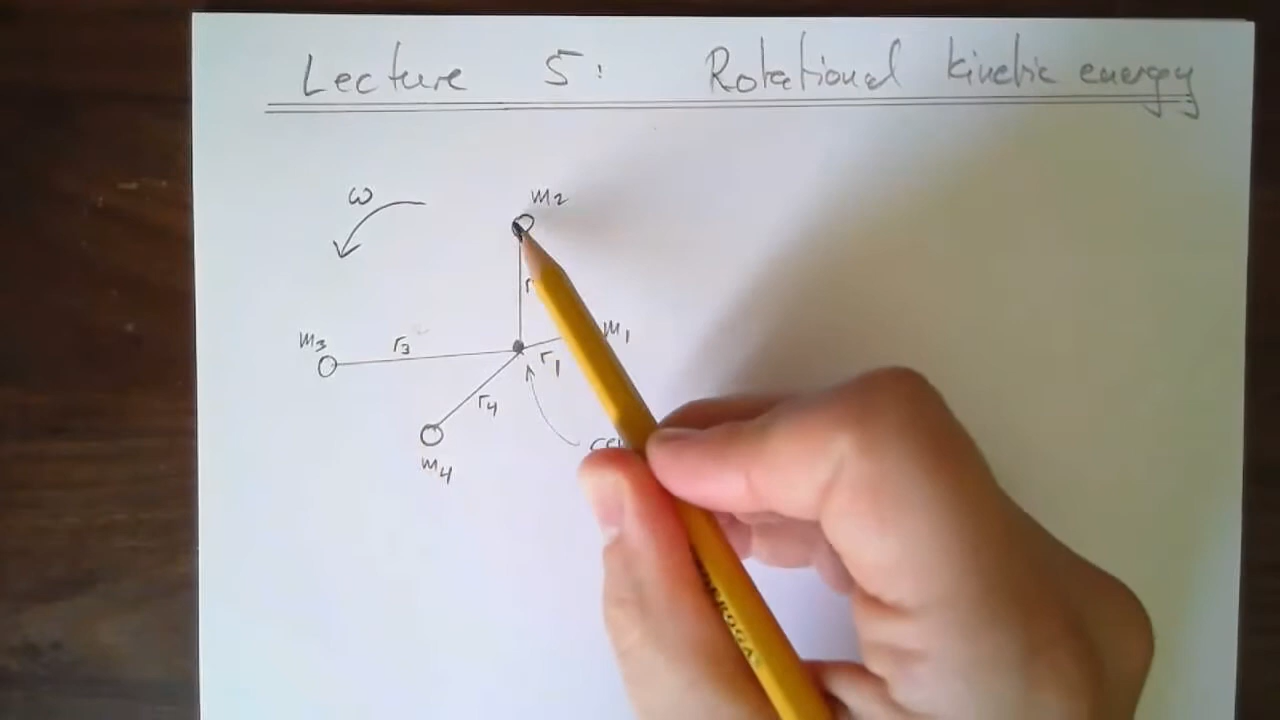 Lecture 5: Rotational kinetic energy
ω
m2
r
m3
r3
m1
r1
r4
m4